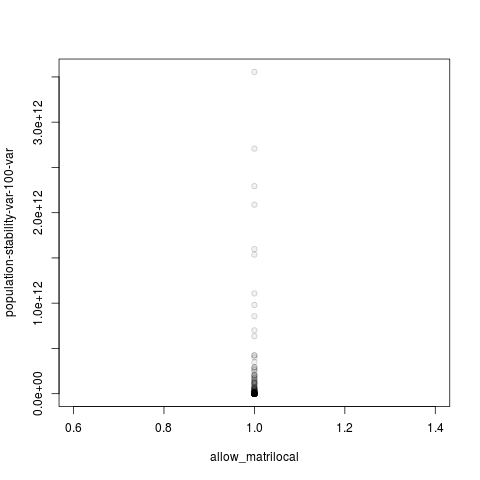 population-stability-var-100-var
3.0e+12
2.0e+12
1.0e+12
0.0e+00
0.6 0.8 1.0 1.2 1.4
allow_matrilocal